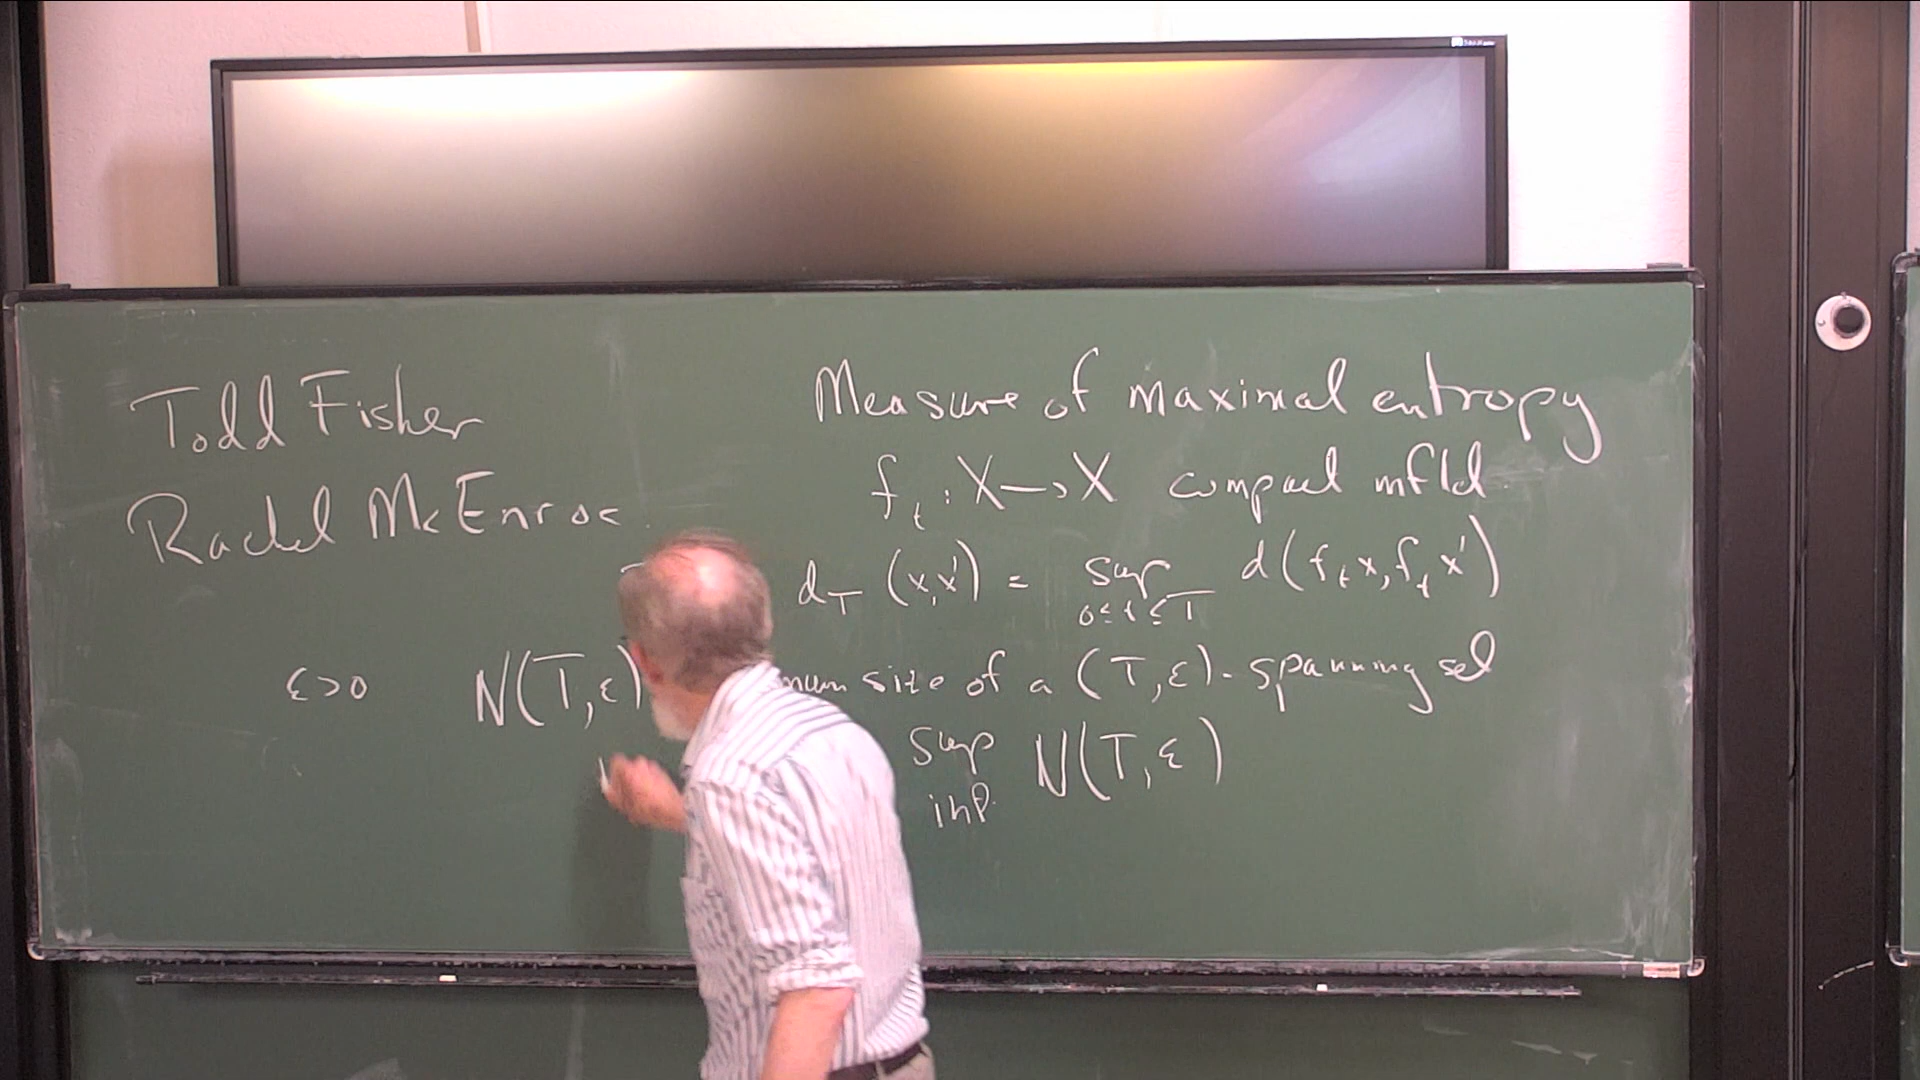 Todd Fisher
Rachel McEnroe
Measure of maximal entropy
f_t : X → X compact mfld
d_T (x,x') = sup d(f_t x, f_t x')
0≤t≤T
ε>0 N(T,ε) size of a (T,ε)-spanning set
sup N(T,ε)
inf